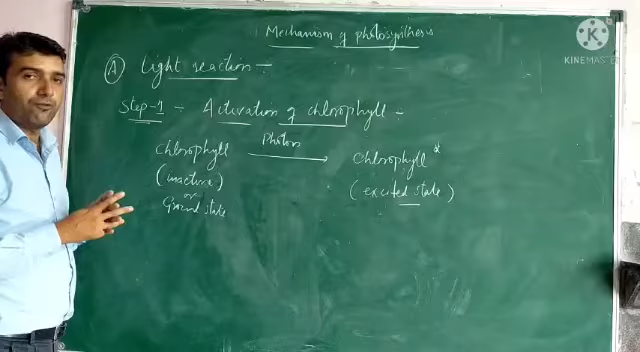 Mechanism of photosynthesis
K
KINEMAS
(A) Light reaction -
Step-1 - Activation of chlorophyll -
Chlorophyll Photon Chlorophyll *
(inactive) (excited state)
or
Ground state